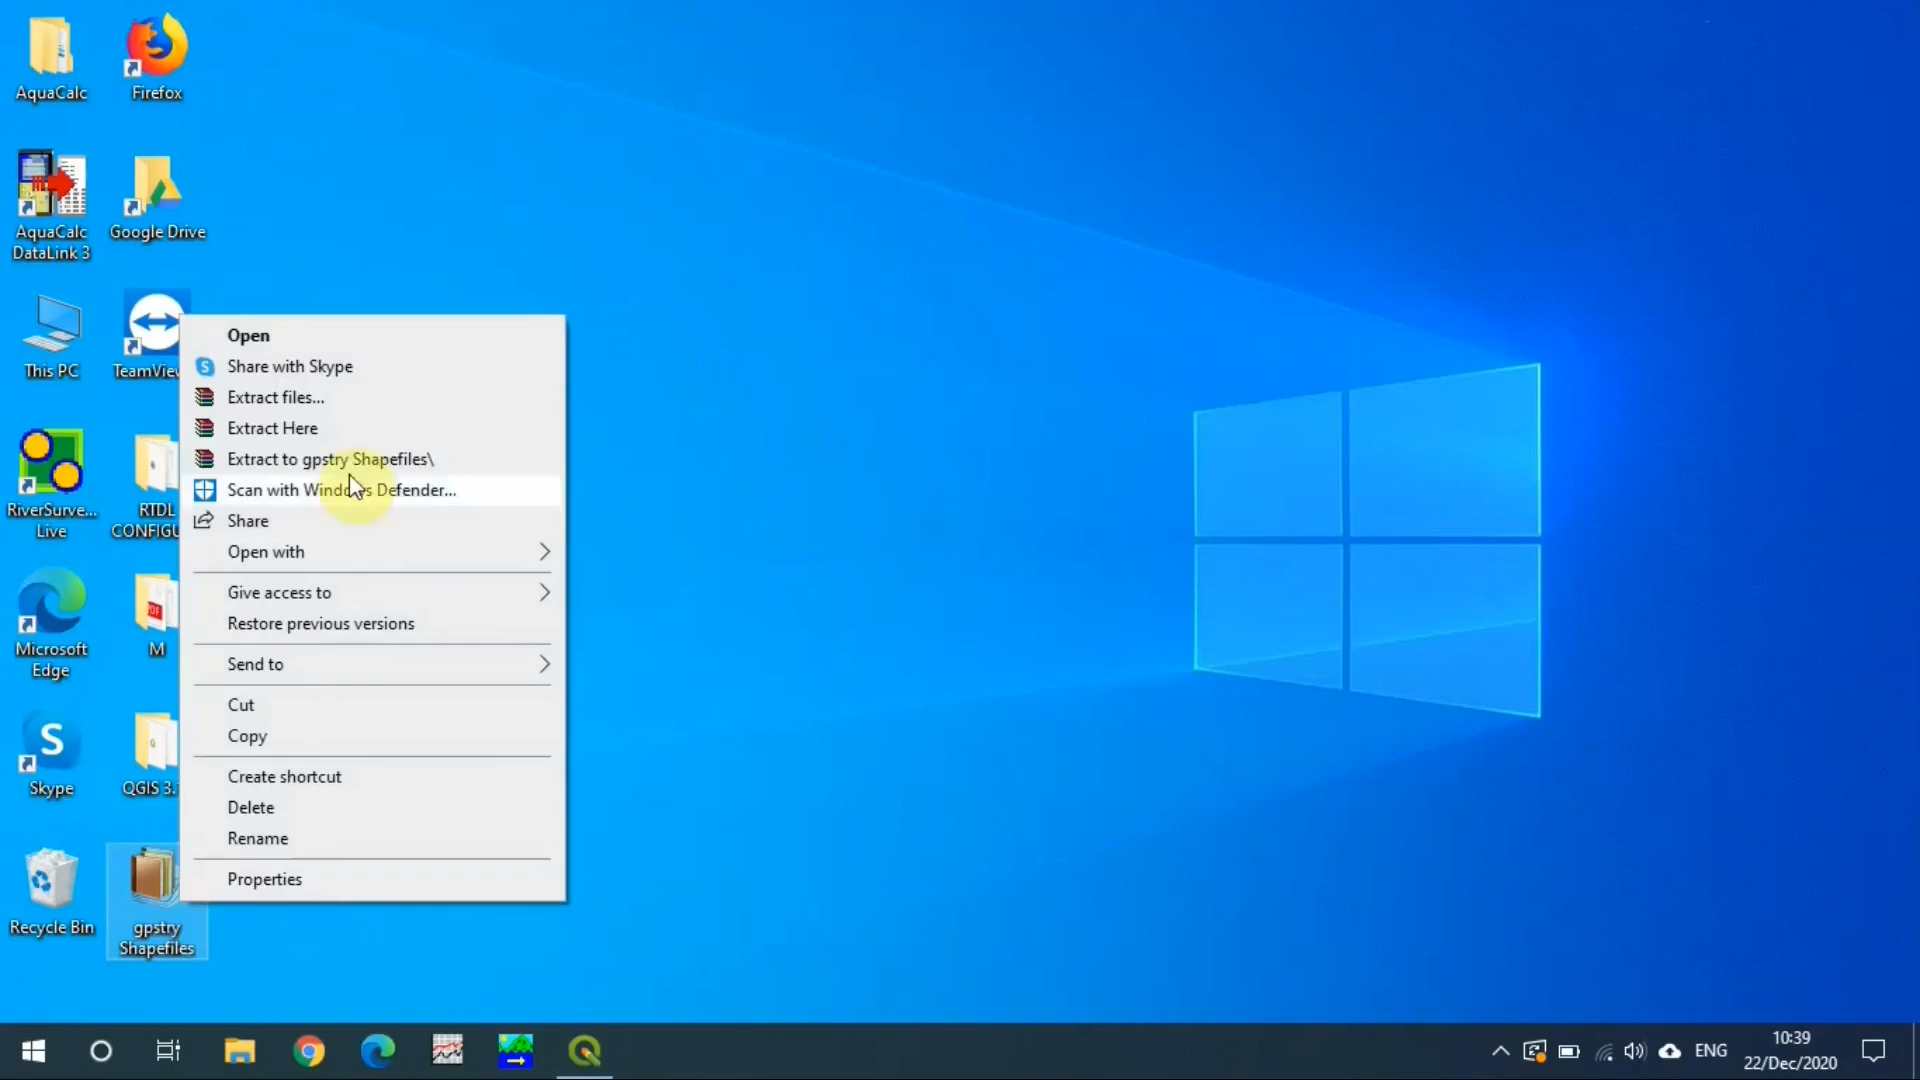 AquaCalc
Firefox
AquaCalc
DataLink 3
Google Drive
This PC
TeamView
RiverSurve...
Live
RTDL
CONFIGU
Microsoft
Edge
M
Skype
QGIS 3.
Recycle Bin
gpstry
Shapefiles
Open
Share with Skype
Extract files...
Extract Here
Extract to gpstry Shapefiles\
Scan with Windows Defender...
Share
Open with
Give access to
Restore previous versions
Send to
Cut
Copy
Create shortcut
Delete
Rename
Properties
ENG
10:39
22/Dec/2020